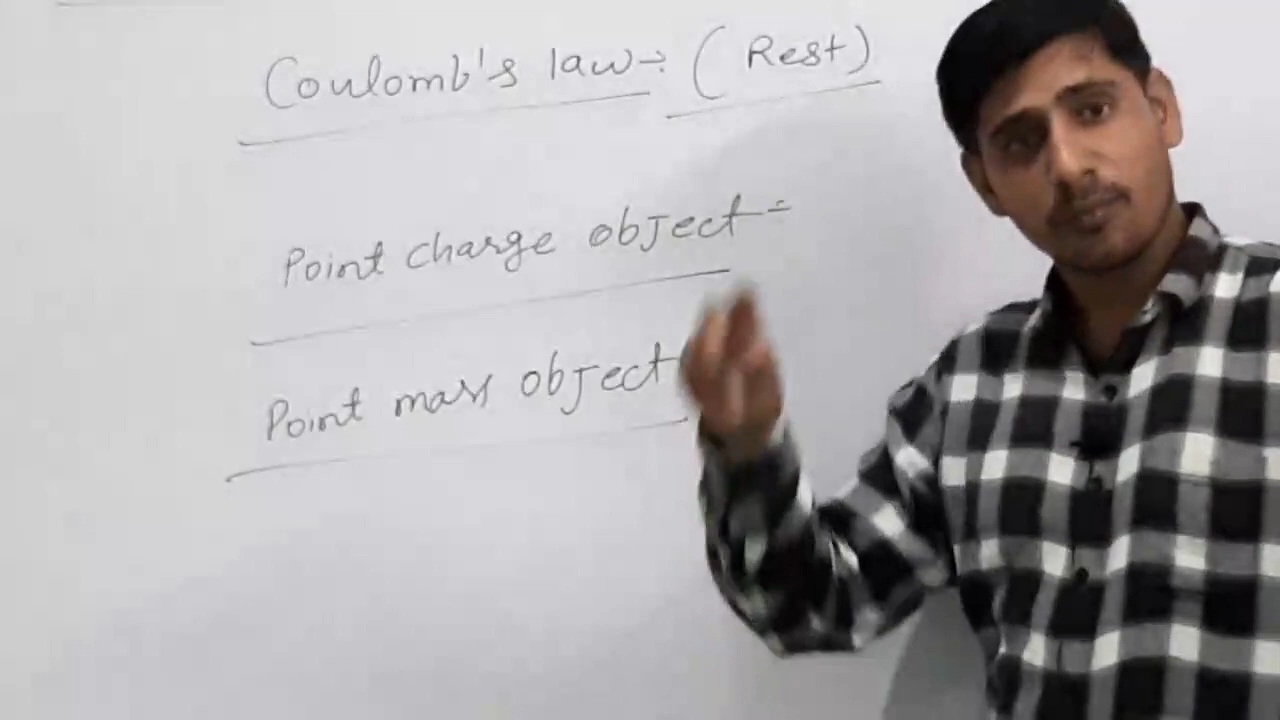 Coulomb's law÷ (Rest)
Point charge object÷
Point mass object